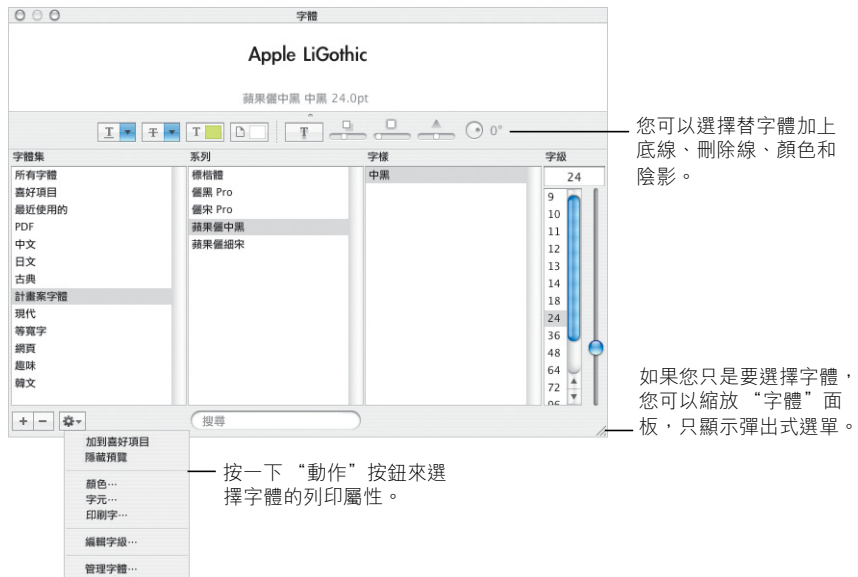 字體
Apple LiGothic
蘋果儷中黑 中黑 24.0pt
T T T T 0°
您可以選擇替字體加上
底線、刪除線、顏色和
陰影。
字體集 系列 字樣 字級
所有字體
喜好項目
最近使用的
PDF
中文
日文
古典
計畫案字體
現代
等寬字
網頁
趣味
韓文
標楷體
儷黑 Pro
儷宋 Pro
蘋果儷中黑
蘋果儷細宋
中黑
24
9
10
11
12
13
14
18
24
36
48
64
72
96
如果您只是要選擇字體，
您可以縮放“字體”面
板，只顯示彈出式選單。
+ −
搜尋
加到喜好項目
隱藏預覽
顏色…
字元…
印刷字…
編輯字級…
管理字體…
按一下“動作”按鈕來選
擇字體的列印屬性。